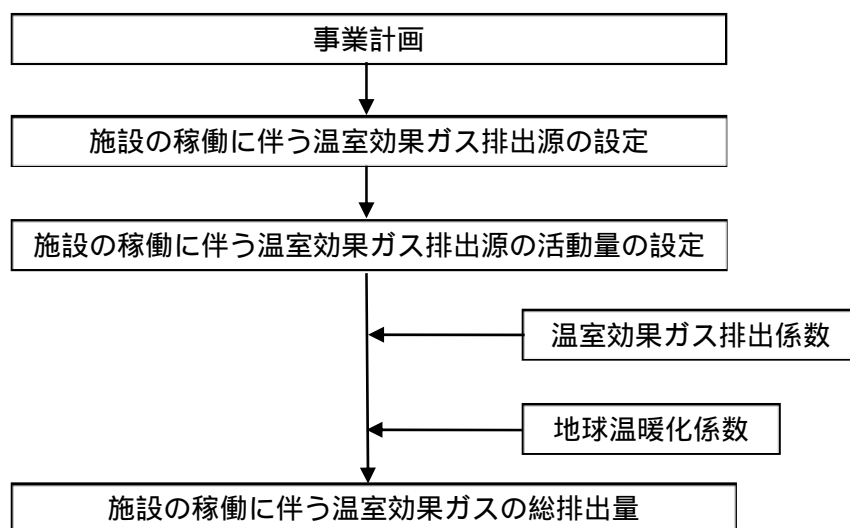 事業計画
施設の稼働に伴う温室効果ガス排出源の設定
施設の稼働に伴う温室効果ガス排出源の活動量の設定
温室効果ガス排出係数
地球温暖化係数
施設の稼働に伴う温室効果ガスの総排出量